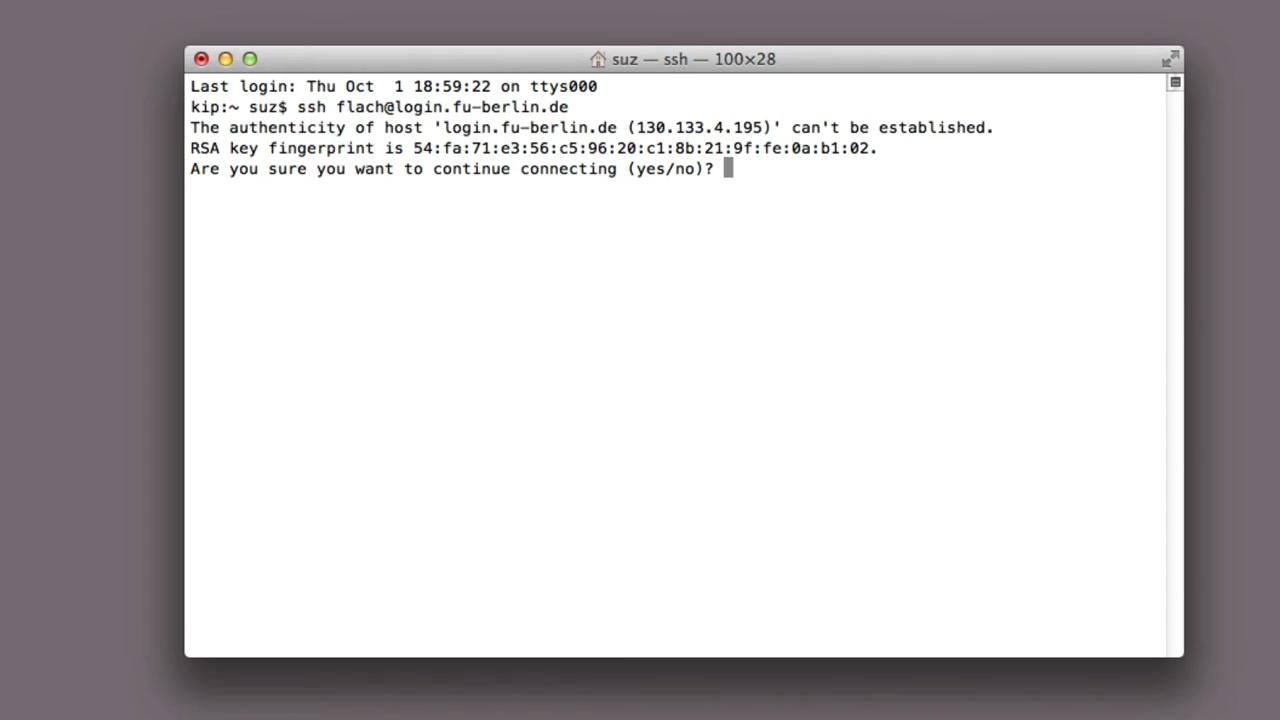 suz — ssh — 100×28
Last login: Thu Oct  1 18:59:22 on ttys000
kip:~ suz$ ssh flach@login.fu-berlin.de
The authenticity of host 'login.fu-berlin.de (130.133.4.195)' can't be established.
RSA key fingerprint is 54:fa:71:e3:56:c5:96:20:c1:8b:21:9f:fe:0a:b1:02.
Are you sure you want to continue connecting (yes/no)?